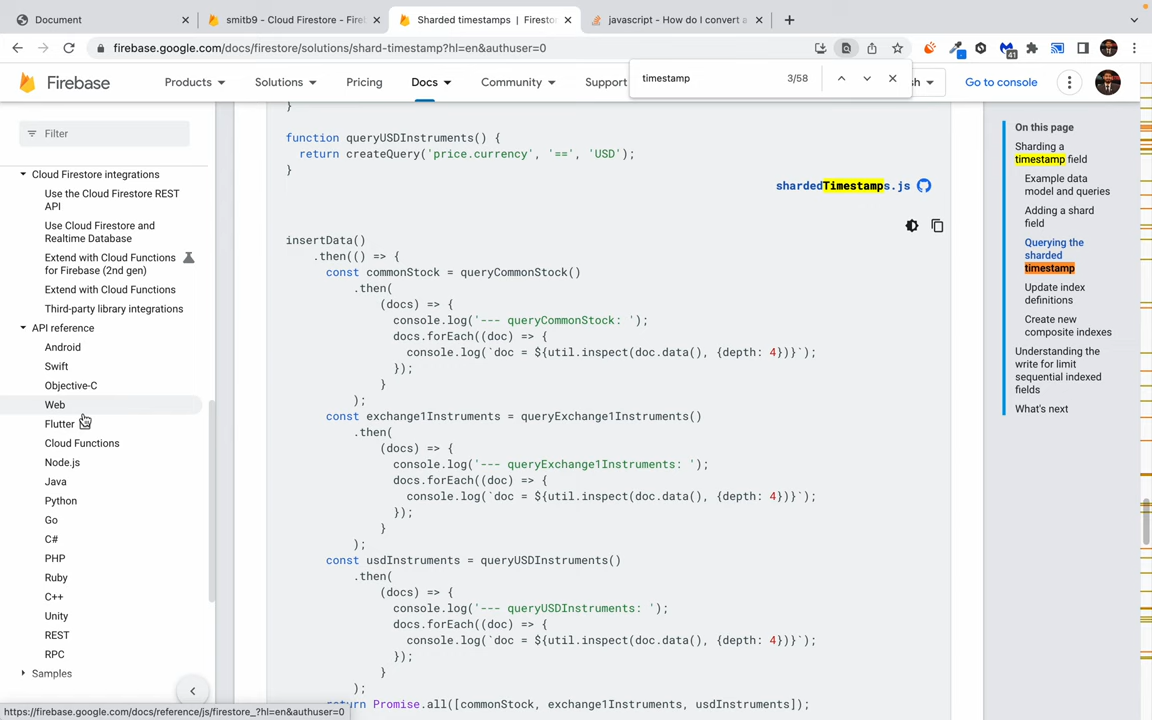 Document
smitb9 - Cloud Firestore - Fire
Sharded timestamps | Firesto
javascript - How do I convert a
firebase.google.com/docs/firestore/solutions/shard-timestamp?hl=en&authuser=0
41
Firebase
Products
Solutions
Pricing
Docs
Community
Support
sh
Go to console
timestamp
3/58
Filter
Cloud Firestore integrations
Use the Cloud Firestore REST
API
Use Cloud Firestore and
Realtime Database
Extend with Cloud Functions
for Firebase (2nd gen)
Extend with Cloud Functions
Third-party library integrations
API reference
Android
Swift
Objective-C
Web
Flutter
Cloud Functions
Node.js
Java
Python
Go
C#
PHP
Ruby
C++
Unity
REST
RPC
Samples
https://firebase.google.com/docs/reference/js/firestore_?hl=en&authuser=0
}
function queryUSDInstruments() {
return createQuery('price.currency', '==', 'USD');
}
shardedTimestamps.js
insertData()
.then(() => {
const commonStock = queryCommonStock()
.then(
(docs) => {
console.log('--- queryCommonStock: ');
docs.forEach((doc) => {
console.log(`doc = ${util.inspect(doc.data(), {depth: 4})}`);
});
}
);
const exchange1Instruments = queryExchange1Instruments()
.then(
(docs) => {
console.log('--- queryExchange1Instruments: ');
docs.forEach((doc) => {
console.log(`doc = ${util.inspect(doc.data(), {depth: 4})}`);
});
}
);
const usdInstruments = queryUSDInstruments()
.then(
(docs) => {
console.log('--- queryUSDInstruments: ');
docs.forEach((doc) => {
console.log(`doc = ${util.inspect(doc.data(), {depth: 4})}`);
});
}
);
return Promise.all([commonStock, exchange1Instruments, usdInstruments]);
On this page
Sharding a
timestamp field
Example data
model and queries
Adding a shard
field
Querying the
sharded
timestamp
Update index
definitions
Create new
composite indexes
Understanding the
write for limit
sequential indexed
fields
What's next